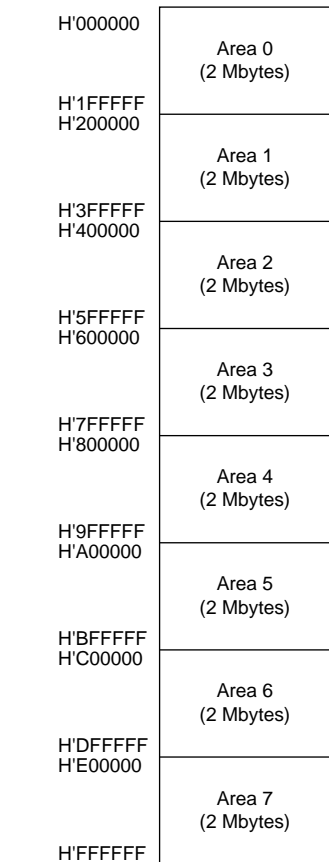 H'000000
Area 0
(2 Mbytes)
H'1FFFFF
H'200000
Area 1
(2 Mbytes)
H'3FFFFF
H'400000
Area 2
(2 Mbytes)
H'5FFFFF
H'600000
Area 3
(2 Mbytes)
H'7FFFFF
H'800000
Area 4
(2 Mbytes)
H'9FFFFF
H'A00000
Area 5
(2 Mbytes)
H'BFFFFF
H'C00000
Area 6
(2 Mbytes)
H'DFFFFF
H'E00000
Area 7
(2 Mbytes)
H'FFFFFF